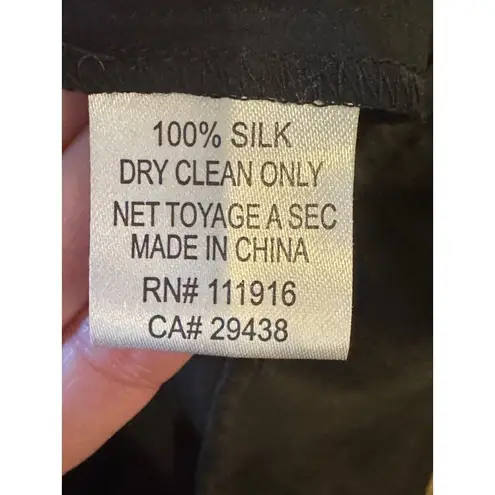 100% SILK
DRY CLEAN ONLY
NET TOYAGE A SEC
MADE IN CHINA
RN# 111916
CA# 29438